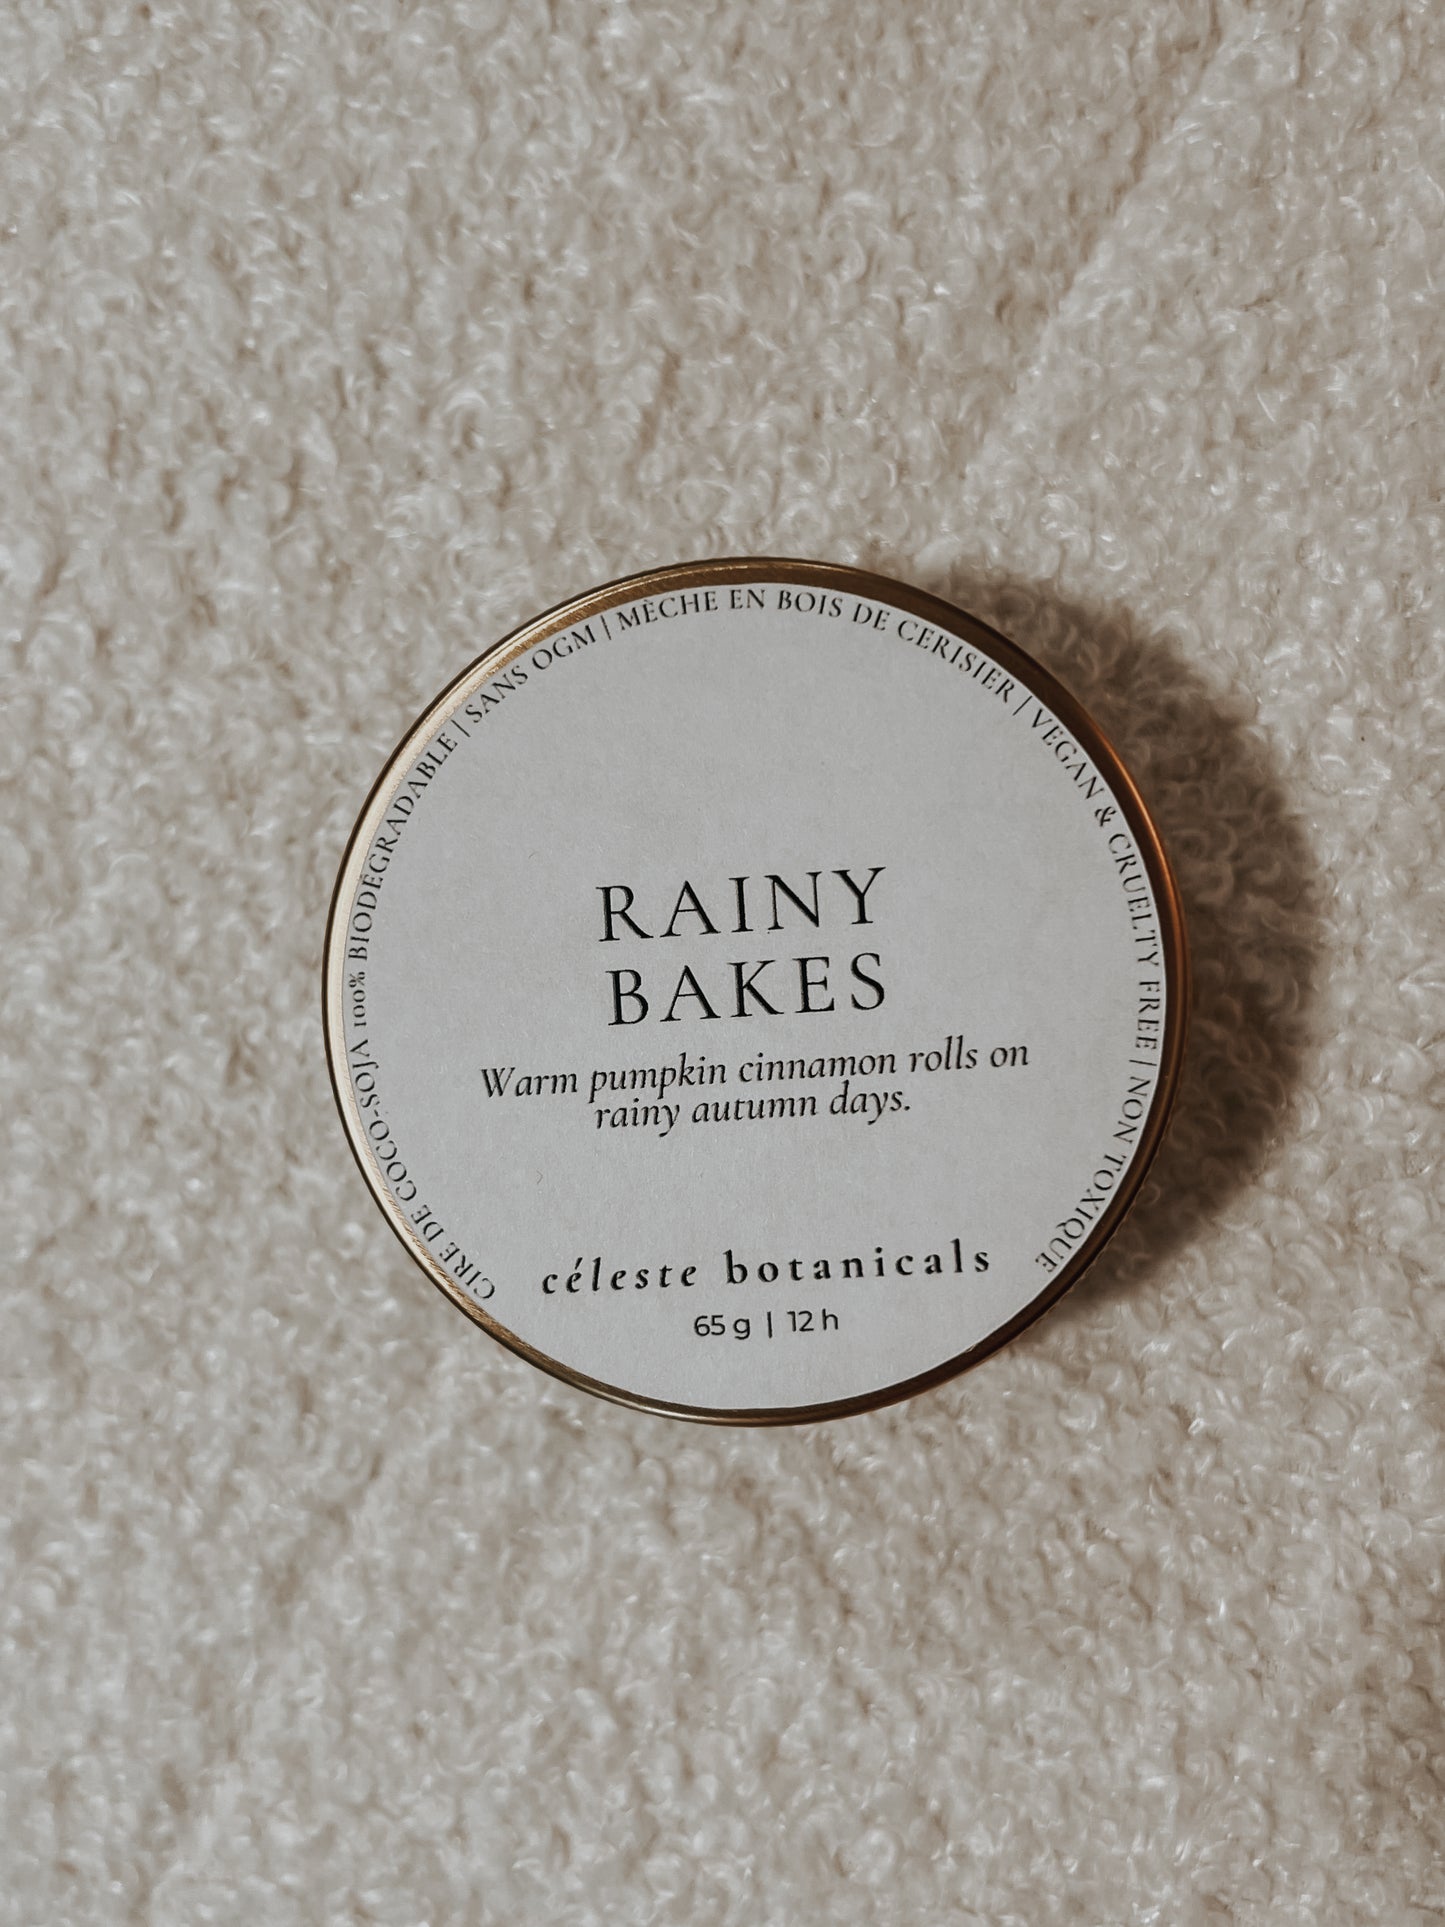 CIRE DE COCO-SOJA 100% BIODÉGRADABLE | SANS OGM | MÈCHE EN BOIS DE CERISIER | VEGAN & CRUELTY FREE | NON TOXIQUE
RAINY
BAKES
Warm pumpkin cinnamon rolls on
rainy autumn days.
céleste botanicals
65 g | 12 h